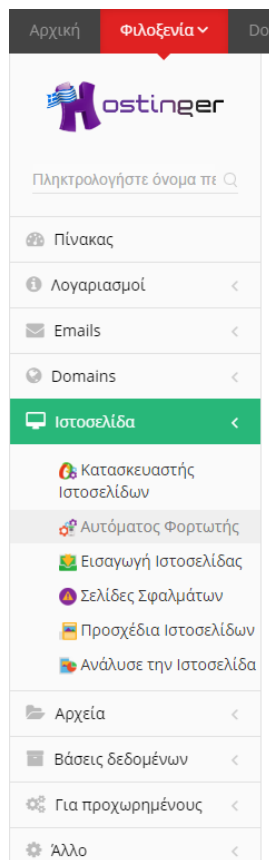 Αρχική Φιλοξενία Do
Hostinger
Πληκτρολογήστε όνομα πε
Πίνακας
Λογαριασμοί
Emails
Domains
Ιστοσελίδα
Κατασκευαστής
Ιστοσελίδων
Αυτόματος Φορτωτής
Εισαγωγή Ιστοσελίδας
Σελίδες Σφαλμάτων
Προσχέδια Ιστοσελίδων
Ανάλυσε την Ιστοσελίδα
Αρχεία
Βάσεις δεδομένων
Για προχωρημένους
Άλλο